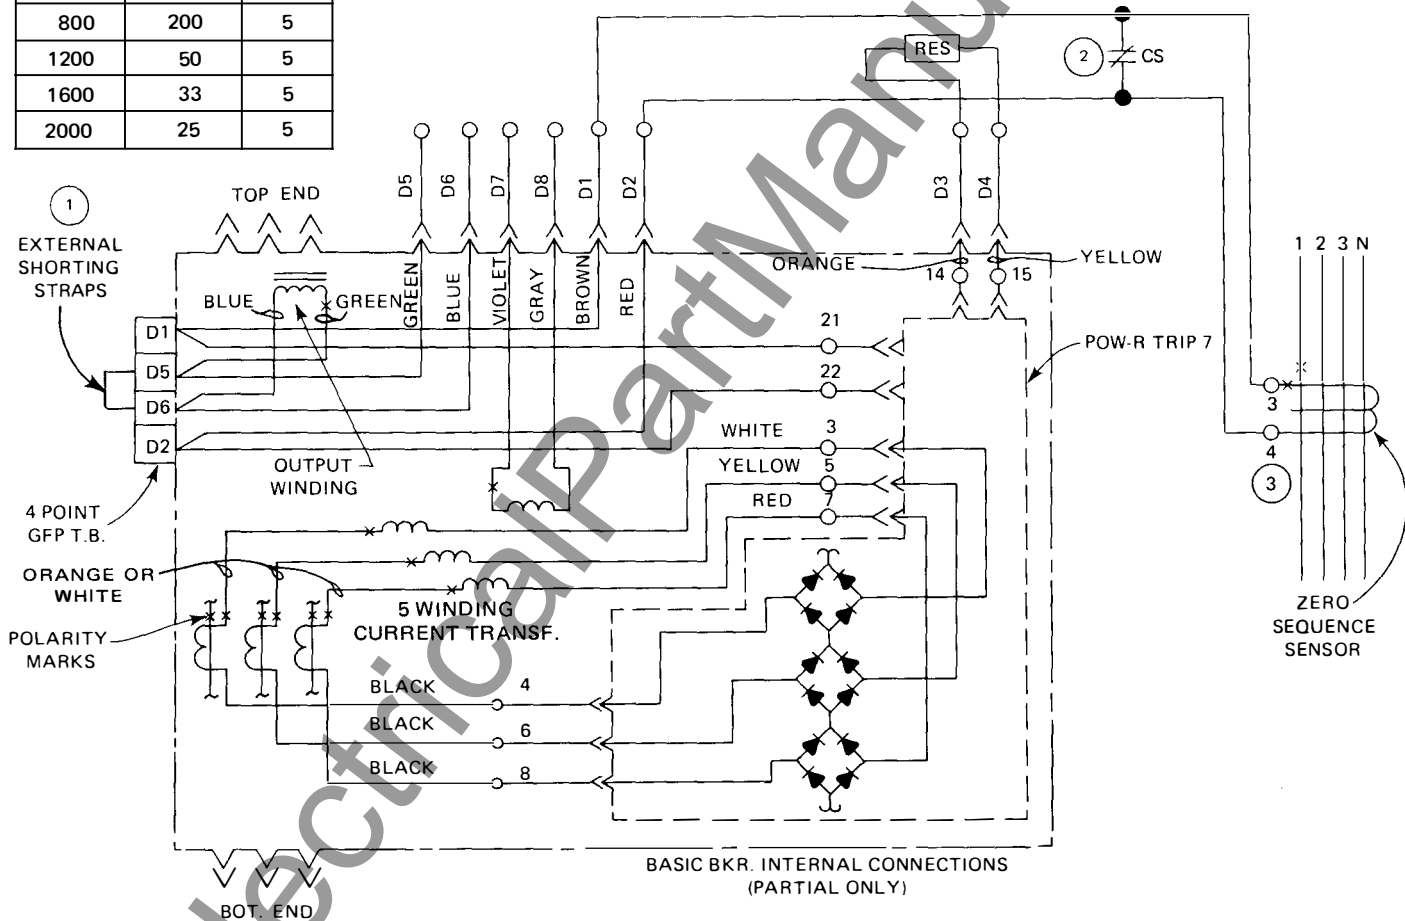 800 200 5
1200 50 5
1600 33 5
2000 25 5
RES
2
CS
D5 D6 D7 D8 D1 D2 D3 D4
1
EXTERNAL
SHORTING
STRAPS
TOP END
1 2 3 N
ORANGE
YELLOW
14
15
BLUE
GREEN
GREEN
BLUE
VIOLET
GRAY
BROWN
RED
D1
D5
D6
D2
21
22
POW-R TRIP 7
WHITE 3
YELLOW 5
RED 7
3
4
3
OUTPUT
WINDING
4 POINT
GFP T.B.
ORANGE OR
WHITE
POLARITY
MARKS
5 WINDING
CURRENT TRANSF.
ZERO
SEQUENCE
SENSOR
BLACK 4
BLACK 6
BLACK 8
BASIC BKR. INTERNAL CONNECTIONS
(PARTIAL ONLY)
BOT. END
electricalPartManu